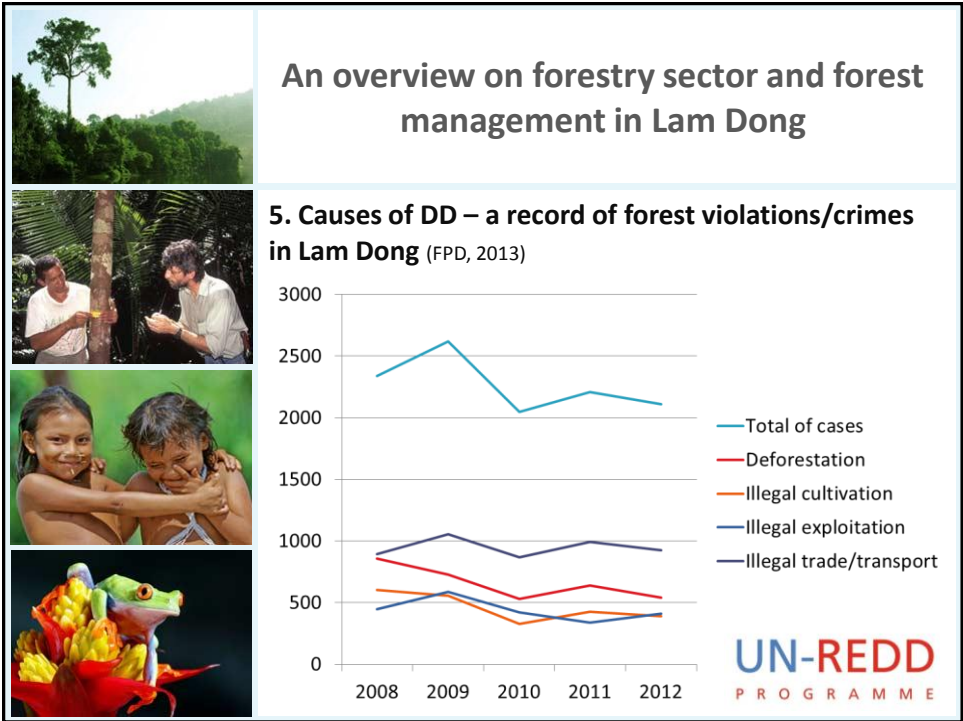 An overview on forestry sector and forest
management in Lam Dong
5. Causes of DD – a record of forest violations/crimes
in Lam Dong (FPD, 2013)
3000
2500
2000
1500
1000
500
0
2008 2009 2010 2011 2012
Total of cases
Deforestation
Illegal cultivation
Illegal exploitation
Illegal trade/transport
UN-REDD
PROGRAMME